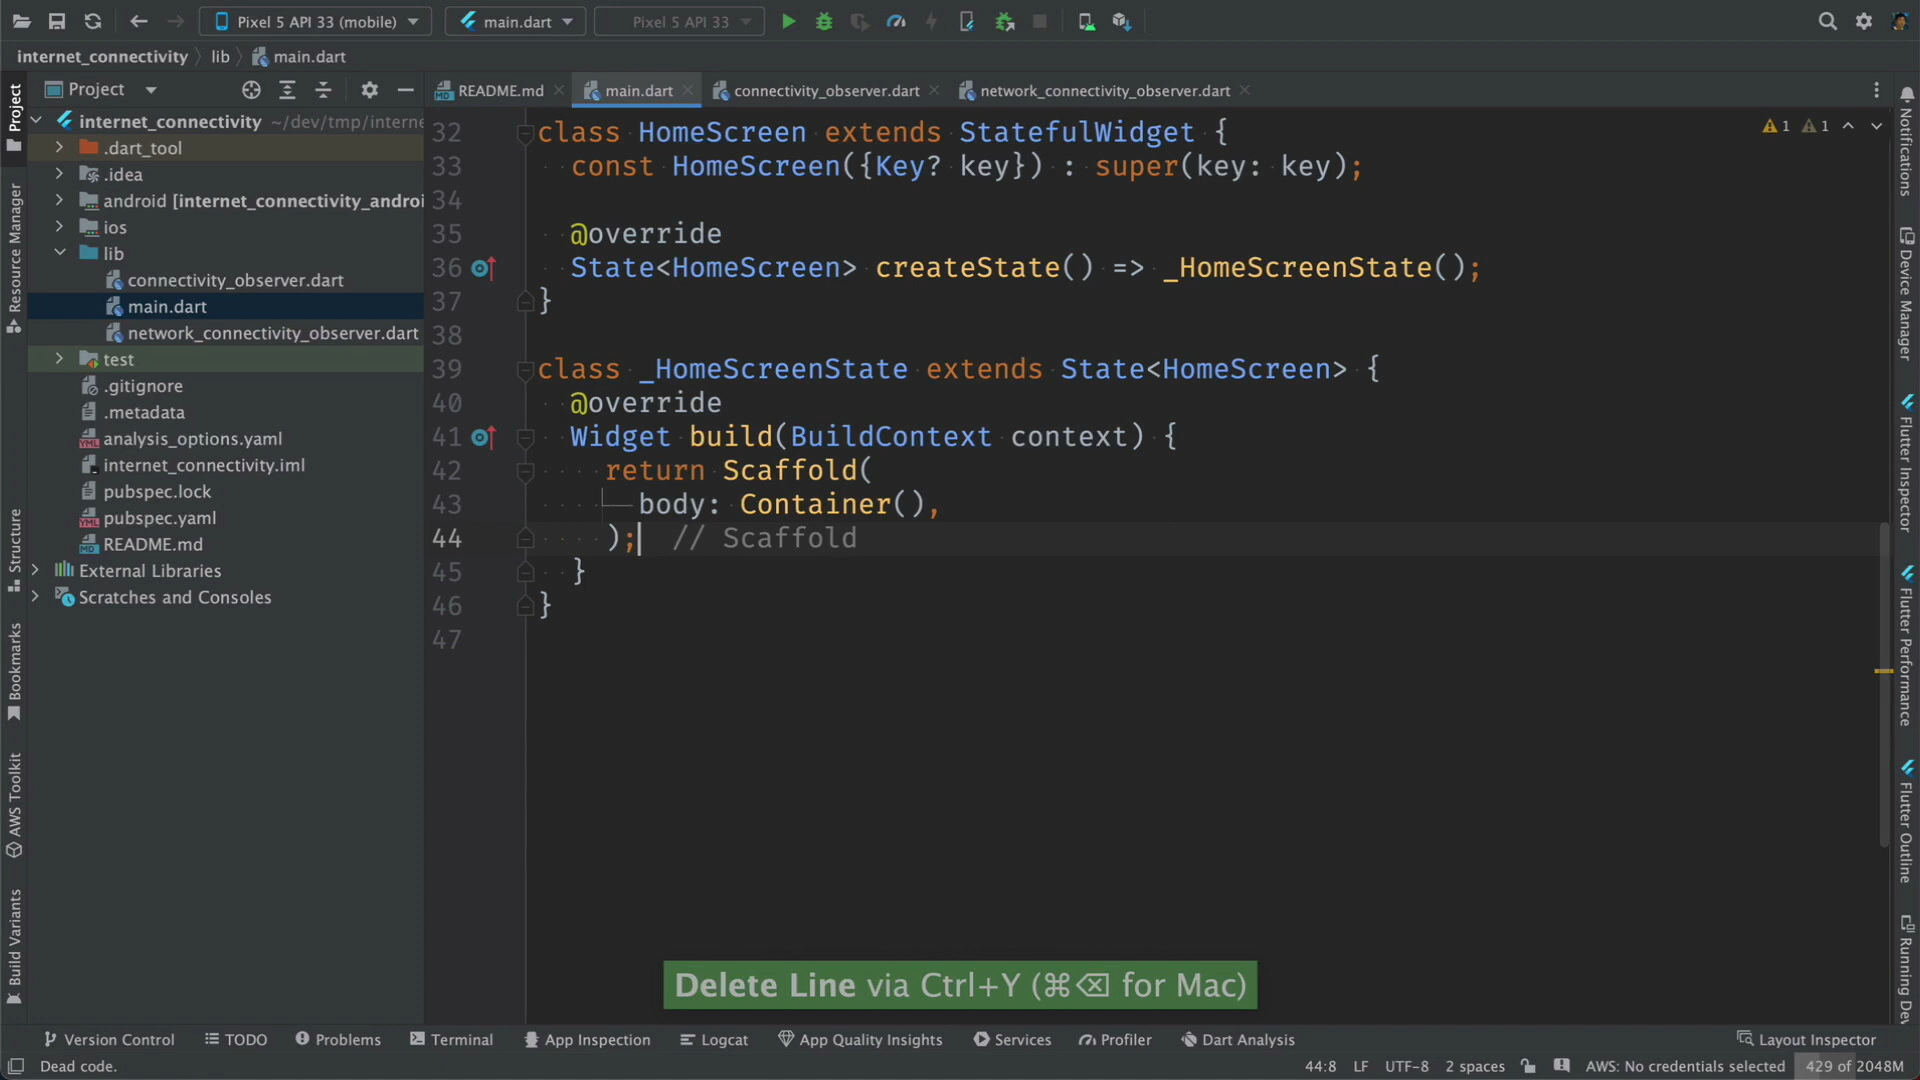 Pixel 5 API 33 (mobile)
main.dart
Pixel 5 API 33
internet_connectivity
lib
main.dart
Project
README.md
main.dart
connectivity_observer.dart
network_connectivity_observer.dart
internet_connectivity ~/dev/tmp/interne
.dart_tool
.idea
android [internet_connectivity_androi
ios
lib
connectivity_observer.dart
main.dart
network_connectivity_observer.dart
test
.gitignore
.metadata
analysis_options.yaml
internet_connectivity.iml
pubspec.lock
pubspec.yaml
README.md
External Libraries
Scratches and Consoles
Project
Resource Manager
Structure
Bookmarks
AWS Toolkit
Build Variants
32 class HomeScreen extends StatefulWidget {
33 const HomeScreen({Key? key}) : super(key: key);
34
35 @override
36 State<HomeScreen> createState() => _HomeScreenState();
37 }
38
39 class _HomeScreenState extends State<HomeScreen> {
40 @override
41 Widget build(BuildContext context) {
42 return Scaffold(
43 body: Container(),
44 ); // Scaffold
45 }
46 }
47
1 1
Notifications
Device Manager
Flutter Inspector
Flutter Performance
Flutter Outline
Running Dev
Delete Line via Ctrl+Y (⌘⌫ for Mac)
Version Control
TODO
Problems
Terminal
App Inspection
Logcat
App Quality Insights
Services
Profiler
Dart Analysis
Layout Inspector
Dead code.
44:8
LF
UTF-8
2 spaces
AWS: No credentials selected
429 of 2048M